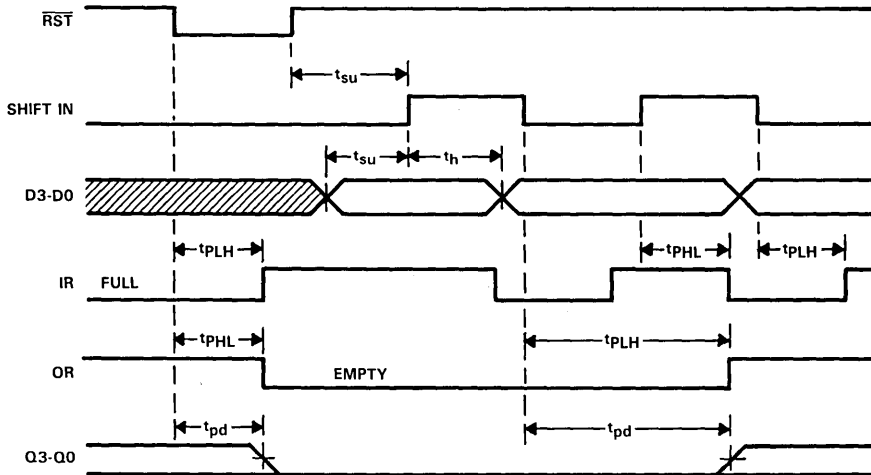 RST
tsu
SHIFT IN
tsu th
D3-D0
tPLH tPHL tPLH
IR FULL
tPHL tPLH
OR EMPTY
tpd tpd
Q3-Q0